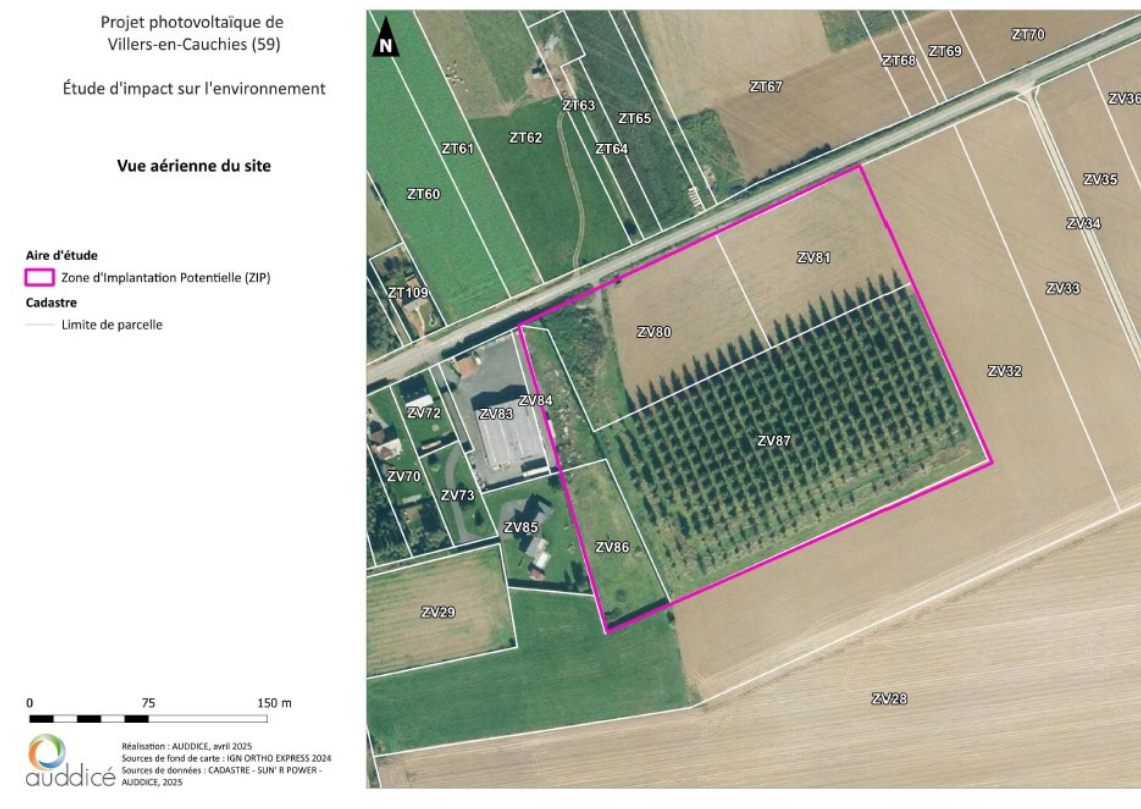 Projet photovoltaïque de
Villers-en-Cauchies (59)
Étude d'impact sur l'environnement
Vue aérienne du site
Aire d'étude
Zone d'Implantation Potentielle (ZIP)
Cadastre
Limite de parcelle
0 75 150 m
auddicé
Réalisation : AUDDICE, avril 2025
Sources de fond de carte : IGN ORTHO EXPRESS 2024
Sources de données : CADASTRE - SUN' R POWER -
AUDDICE, 2025
N
ZT70
ZT69
ZT68
ZT67
ZV36
ZT63
ZT65
ZT62
ZT61
ZT64
ZT60
ZV35
ZV34
ZV81
ZV33
ZT109
ZV80
ZV32
ZV84
ZV72
ZV83
ZV87
ZV70
ZV73
ZV85
ZV86
ZV29
ZV28